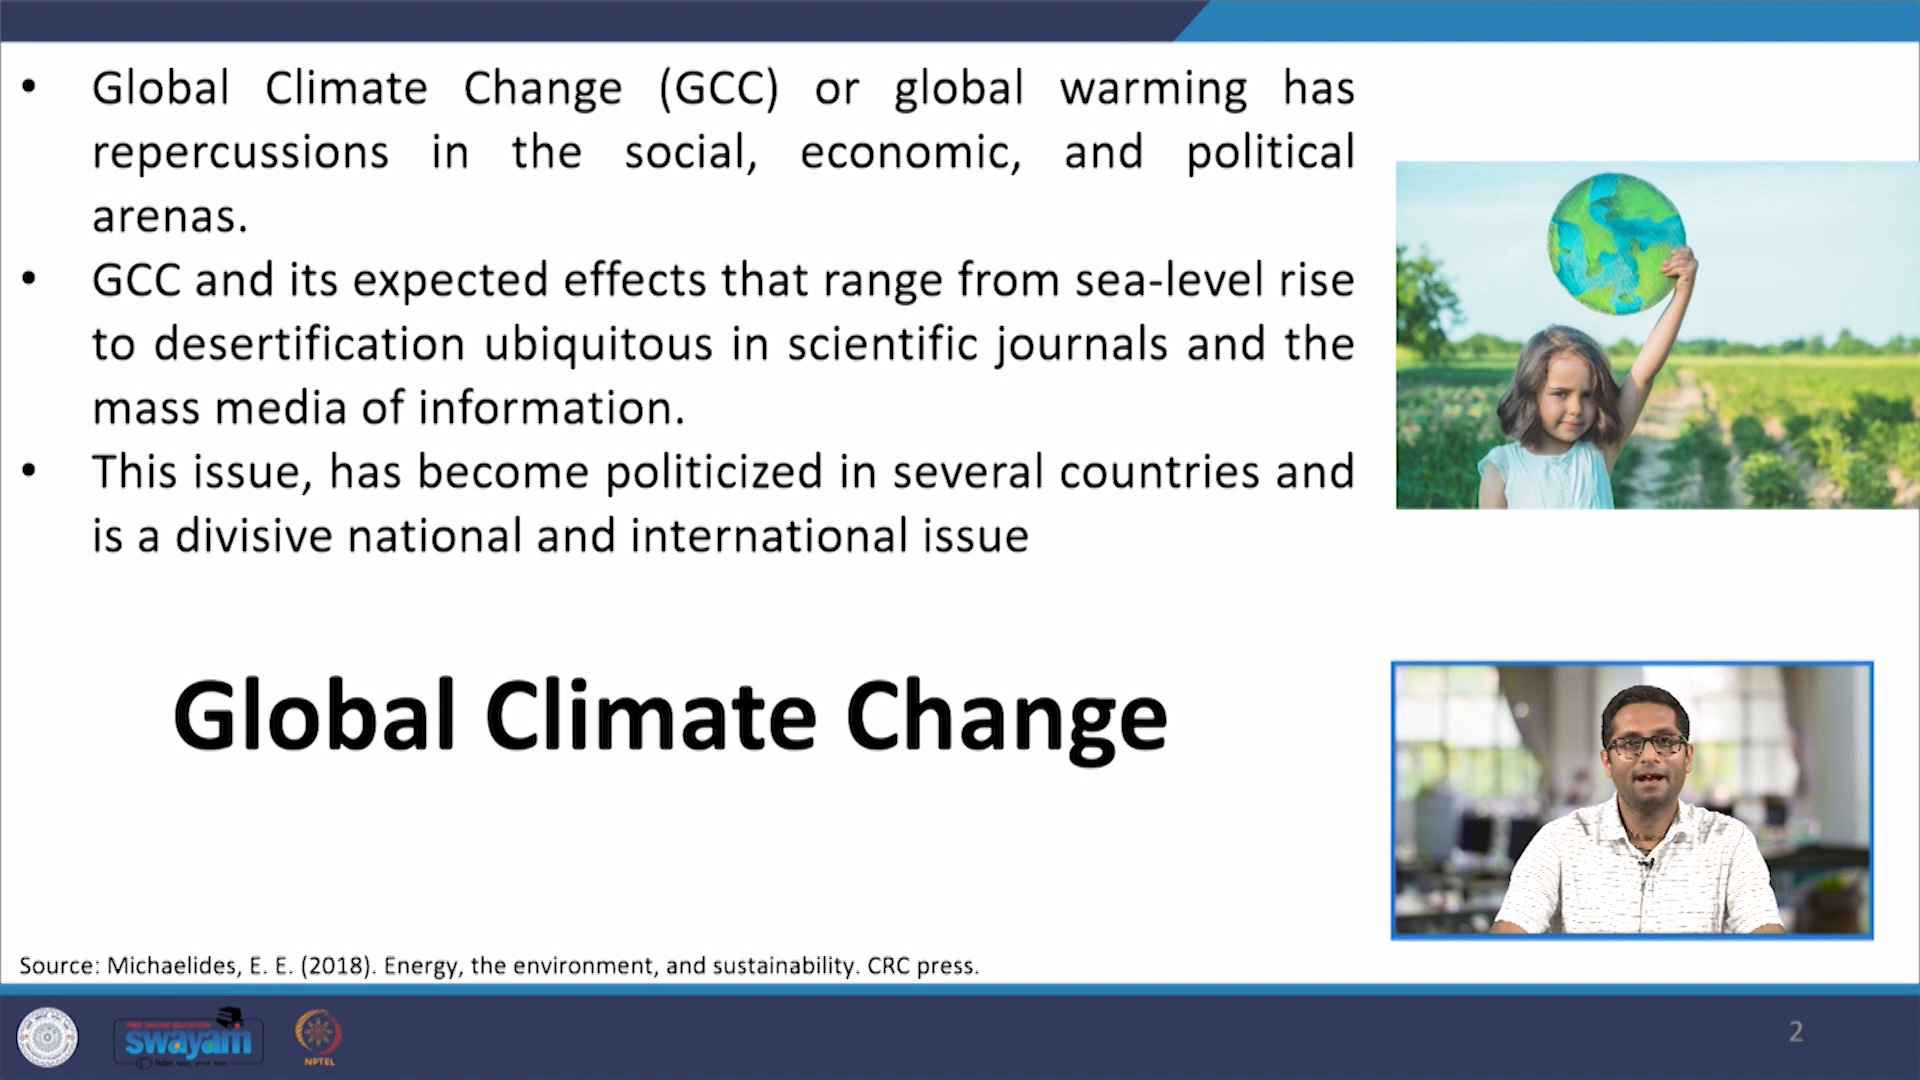 • Global Climate Change (GCC) or global warming has
repercussions in the social, economic, and political
arenas.
• GCC and its expected effects that range from sea-level rise
to desertification ubiquitous in scientific journals and the
mass media of information.
• This issue, has become politicized in several countries and
is a divisive national and international issue
Global Climate Change
Source: Michaelides, E. E. (2018). Energy, the environment, and sustainability. CRC press.
FREE ONLINE EDUCATION
swayam
NPTEL
2